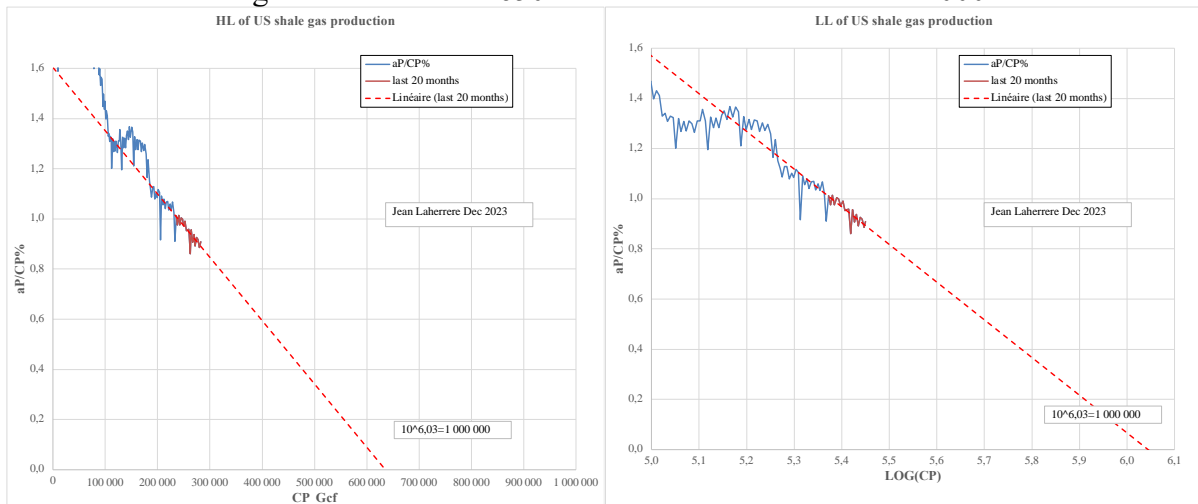 HL of US shale gas production
1,6
1,4
1,2
1,0
0,8
0,6
0,4
0,2
0,0
aP/CP%
aP/CP%
last 20 months
Linéaire (last 20 months)
Jean Laherrere Dec 2023
10^6,03=1 000 000
0 100 000 200 000 300 000 400 000 500 000 600 000 700 000 800 000 900 000 1 000 000
CP Gcf
LL of US shale gas production
1,6
1,4
1,2
1,0
0,8
0,6
0,4
0,2
0,0
aP/CP%
aP/CP%
last 20 months
Linéaire (last 20 months)
Jean Laherrere Dec 2023
10^6,03=1 000 000
5,0 5,1 5,2 5,3 5,4 5,5 5,6 5,7 5,8 5,9 6,0 6,1
LOG(CP)